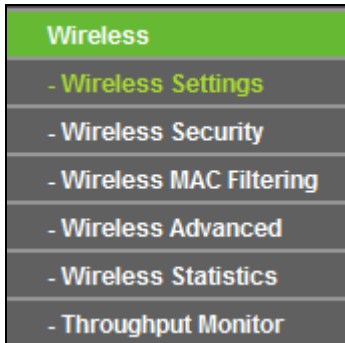 Wireless
- Wireless Settings
- Wireless Security
- Wireless MAC Filtering
- Wireless Advanced
- Wireless Statistics
- Throughput Monitor